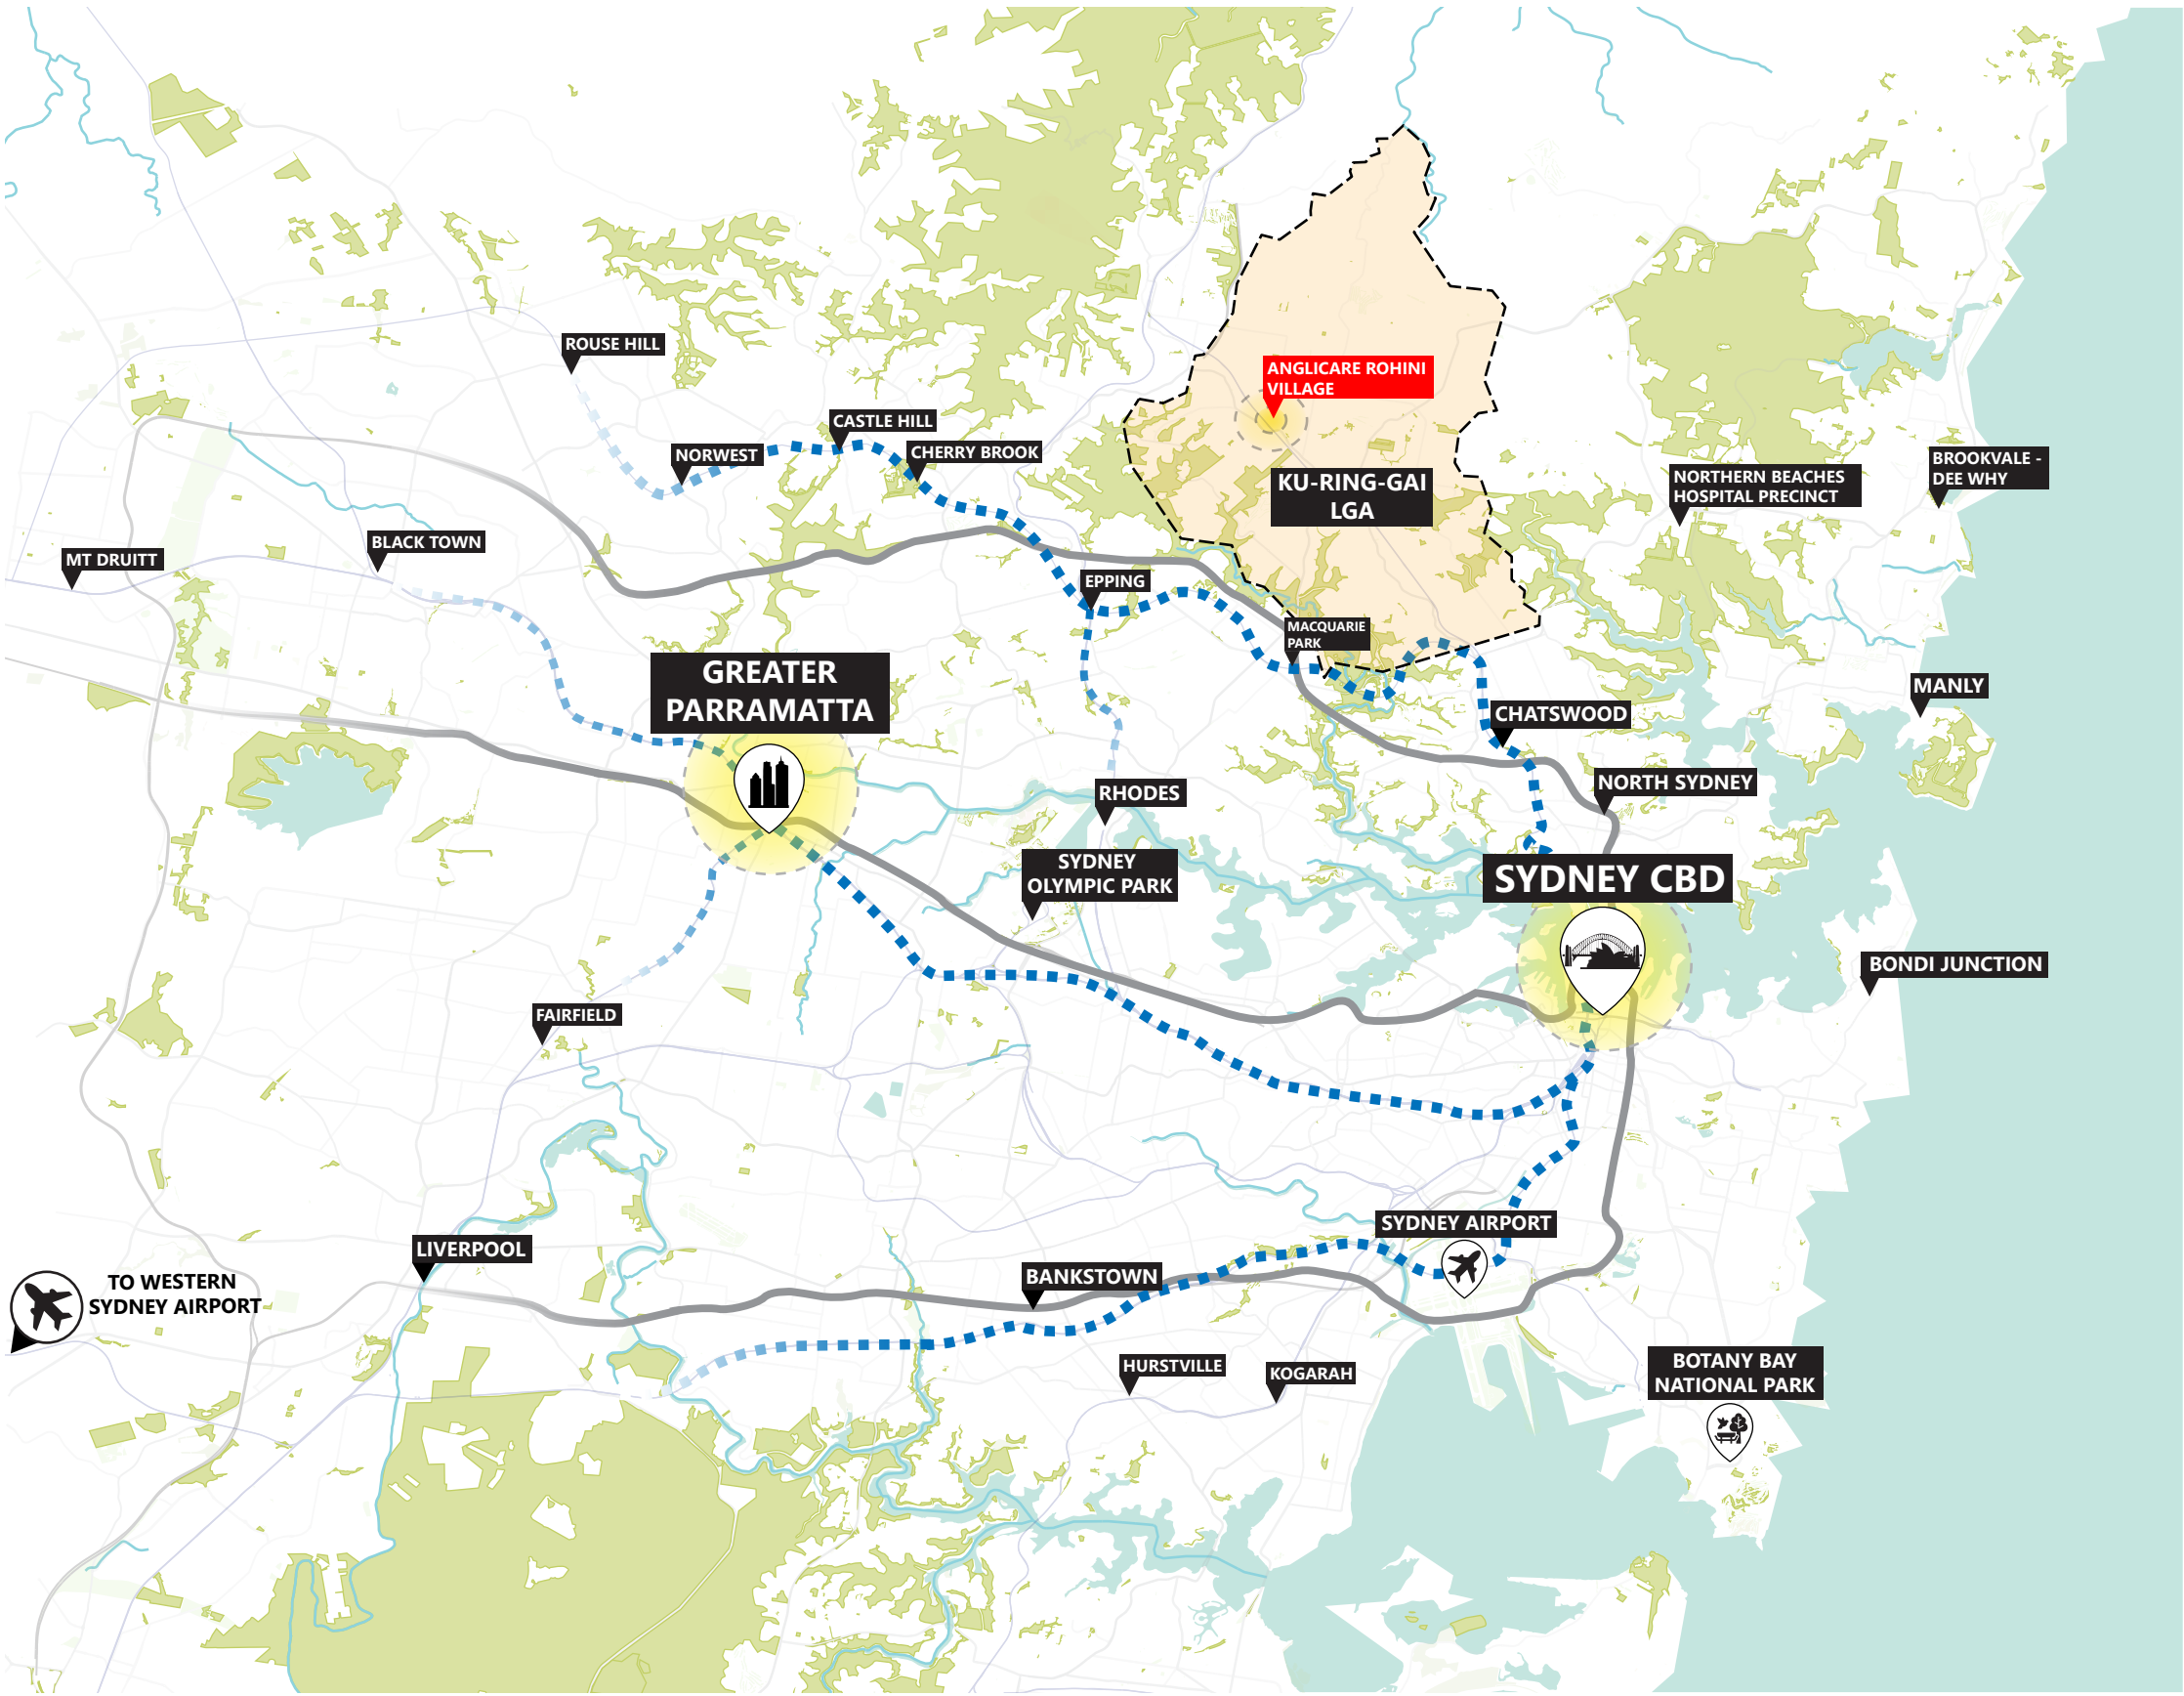 ROUSE HILL
ANGLICARE ROHINI
VILLAGE
CASTLE HILL
CHERRY BROOK
NORWEST
KU-RING-GAI
LGA
NORTHERN BEACHES
HOSPITAL PRECINCT
BROOKVALE -
DEE WHY
BLACK TOWN
MT DRUITT
EPPING
MACQUARIE
PARK
GREATER
PARRAMATTA
MANLY
CHATSWOOD
NORTH SYDNEY
RHODES
SYDNEY
OLYMPIC PARK
SYDNEY CBD
BONDI JUNCTION
FAIRFIELD
SYDNEY AIRPORT
LIVERPOOL
BANKSTOWN
TO WESTERN
SYDNEY AIRPORT
HURSTVILLE
KOGARAH
BOTANY BAY
NATIONAL PARK